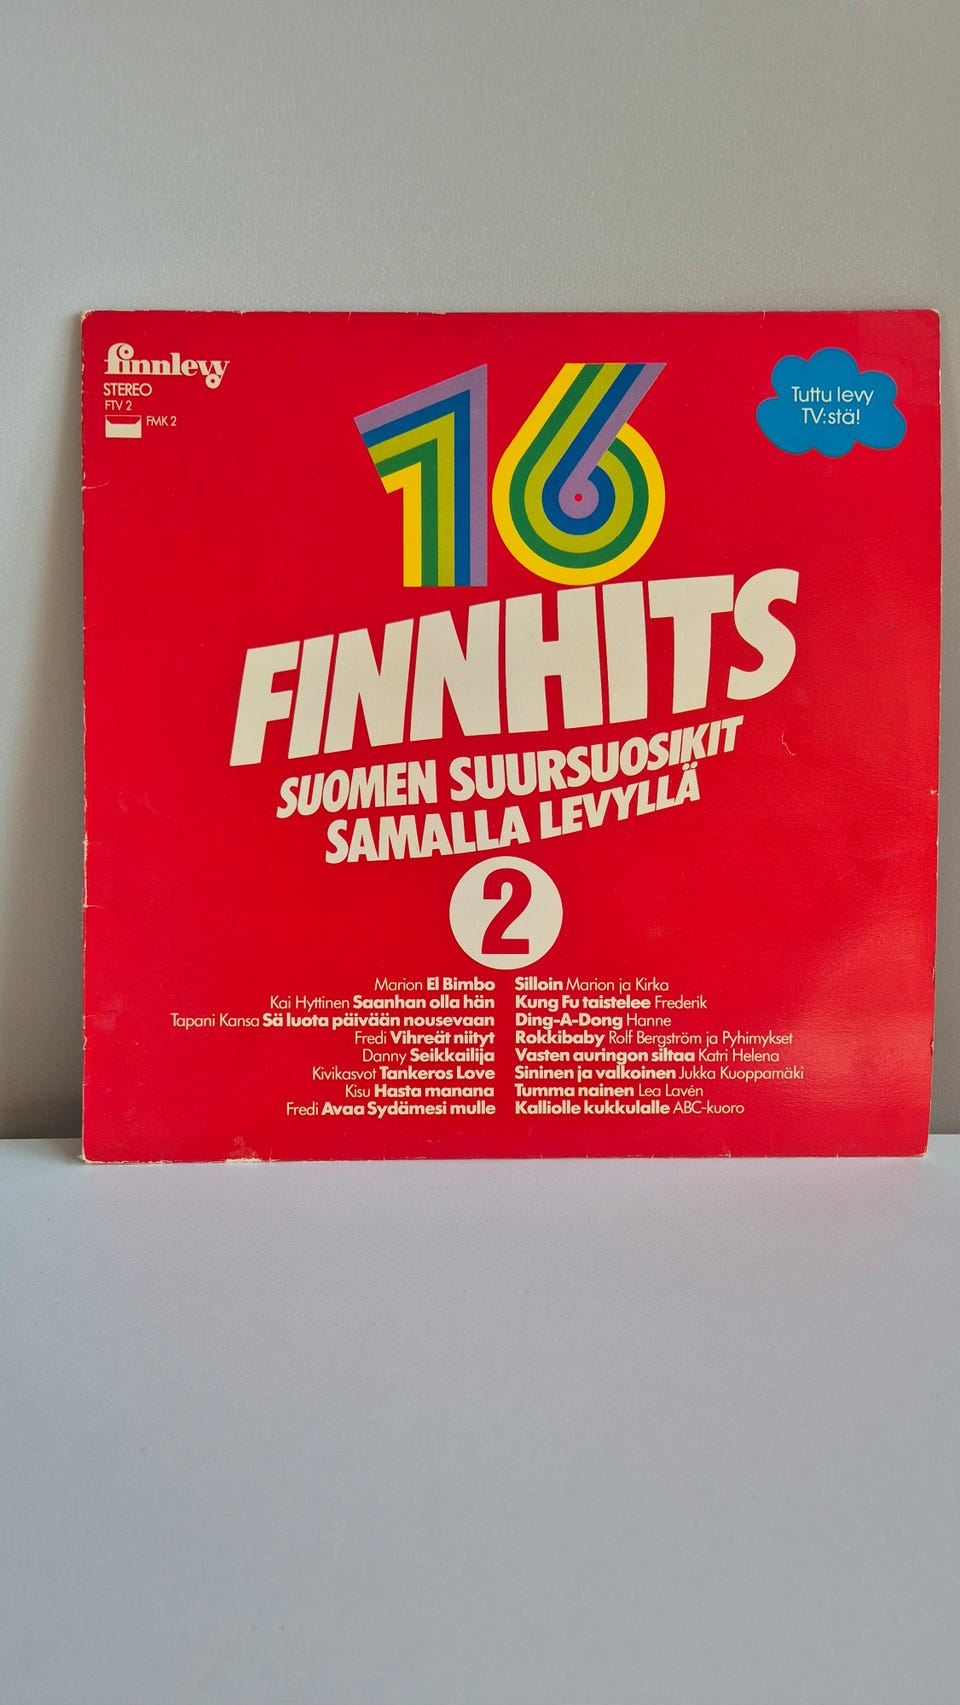 finnlevy
STEREO
FTV 2
FMK 2
Tuttu levy
TV:stä!
16
FINNHITS
SUOMEN SUURSUOSIKIT
SAMALLA LEVYLLÄ
2
Marion El Bimbo
Kai Hyttinen Saanhan olla hän
Tapani Kansa Sä luota päivään nousevaan
Fredi Vihreät niityt
Danny Seikkailija
Kivikasvot Tankeros Love
Kisu Hasta manana
Fredi Avaa Sydämesi mulle
Silloin Marion ja Kirka
Kung Fu taistelee Frederik
Ding-A-Dong Hanne
Rokkibaby Rolf Bergström ja Pyhimykset
Vasten auringon siltaa Katri Helena
Sininen ja valkoinen Jukka Kuoppamäki
Tumma nainen Lea Lavén
Kalliolle kukkulalle ABC-kuoro